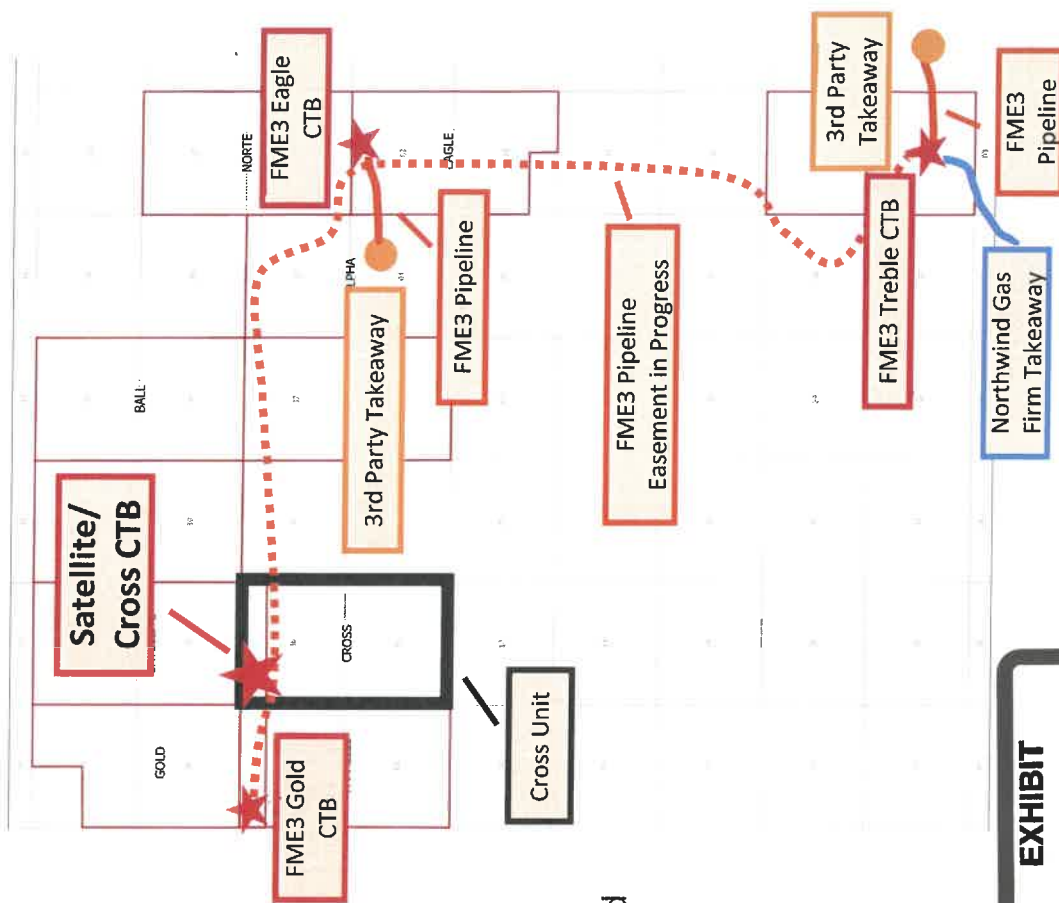 NORTE
FME3 Eagle
CTB
EAGLE
3rd Party
Takeaway
FME3
Pipeline
LPHA
FME3 Pipeline
3rd Party Takeaway
BALL
FME3 Pipeline
Easement in Progress
FME3 Treble CTB
Northwind Gas
Firm Takeaway
Satellite/
Cross CTB
CROSS
Cross Unit
GOLD
FME3 Gold
CTB
EXHIBIT